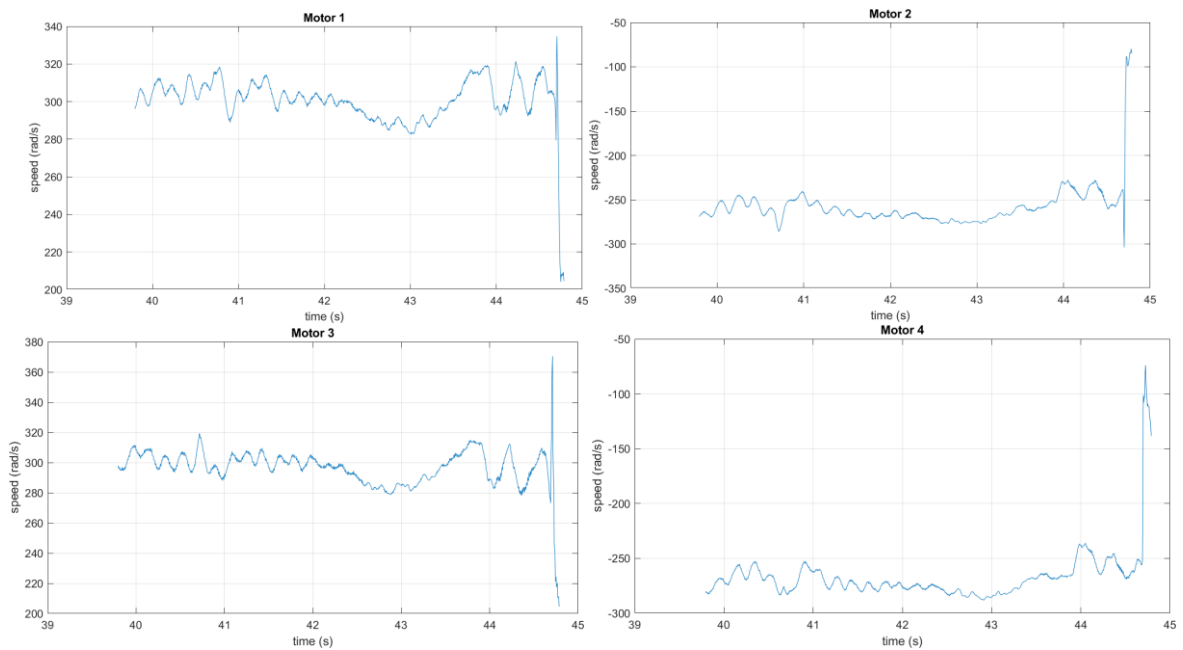 Motor 1
340
320
300
280
260
240
220
200
speed (rad/s)
39 40 41 42 43 44 45
time (s)
Motor 2
-50
-100
-150
-200
-250
-300
-350
speed (rad/s)
39 40 41 42 43 44 45
time (s)
Motor 3
380
360
340
320
300
280
260
240
220
200
speed (rad/s)
39 40 41 42 43 44 45
time (s)
Motor 4
-50
-100
-150
-200
-250
-300
speed (rad/s)
39 40 41 42 43 44 45
time (s)